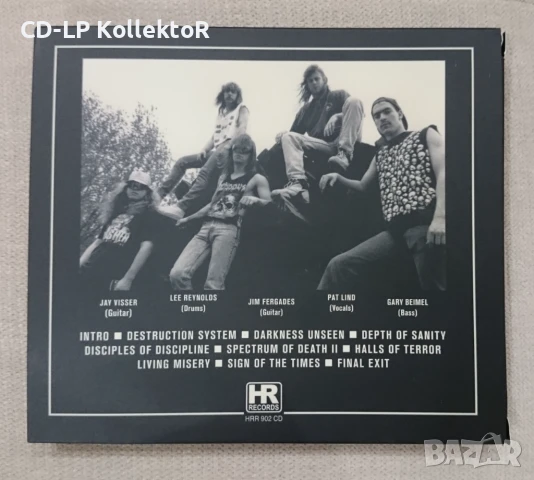 CD-LP KollektoR
JAY VISSER
(Guitar)
LEE REYNOLDS
(Drums)
JIM FERGADES
(Guitar)
PAT LIND
(Vocals)
GARY BEIMEL
(Bass)
INTRO ■ DESTRUCTION SYSTEM ■ DARKNESS UNSEEN ■ DEPTH OF SANITY
DISCIPLES OF DISCIPLINE ■ SPECTRUM OF DEATH II ■ HALLS OF TERROR
LIVING MISERY ■ SIGN OF THE TIMES ■ FINAL EXIT
HR
RECORDS
HRR 902 CD
BAZAR